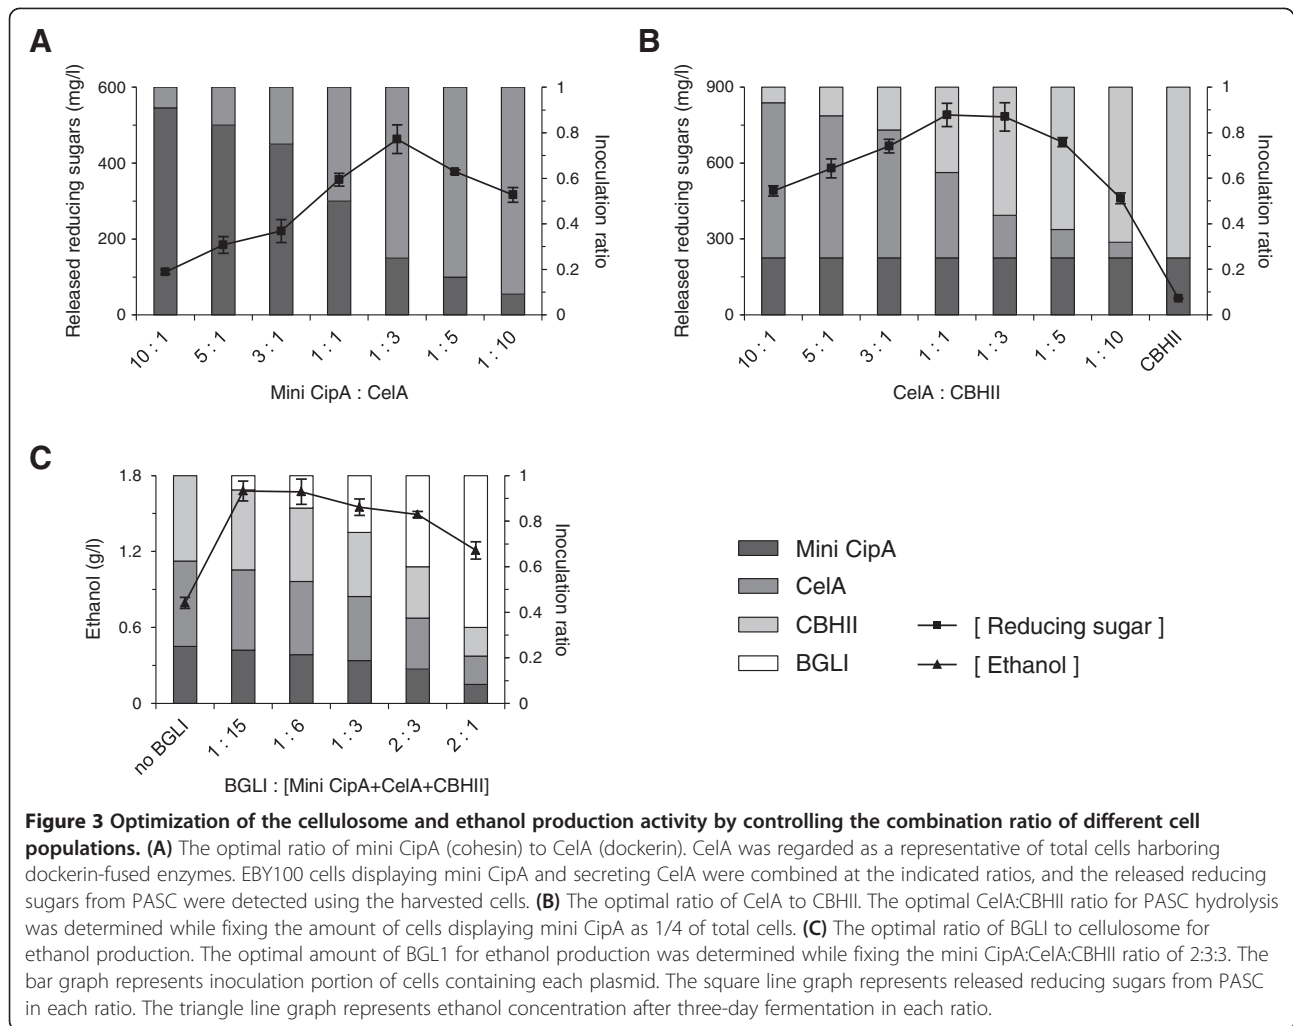 A
Released reducing sugars (mg/l)
600
400
200
0
1
0.8
0.6
0.4
0.2
0
Inoculation ratio
10 : 1
5 : 1
3 : 1
1 : 1
1 : 3
1 : 5
1 : 10
Mini CipA : CelA
B
Released reducing sugars (mg/l)
900
600
300
0
1
0.8
0.6
0.4
0.2
0
Inoculation ratio
10 : 1
5 : 1
3 : 1
1 : 1
1 : 3
1 : 5
1 : 10
CBHII
CelA : CBHII
C
Ethanol (g/l)
1.8
1.2
0.6
0
1
0.8
0.6
0.4
0.2
0
Inoculation ratio
no BGLI
1 : 15
1 : 6
1 : 3
2 : 3
2 : 1
BGLI : [Mini CipA+CelA+CBHII]
Mini CipA
CelA
CBHII
BGLI
[ Reducing sugar ]
[ Ethanol ]
Figure 3 Optimization of the cellulosome and ethanol production activity by controlling the combination ratio of different cell
populations. (A) The optimal ratio of mini CipA (cohesin) to CelA (dockerin). CelA was regarded as a representative of total cells harboring
dockerin-fused enzymes. EBY100 cells displaying mini CipA and secreting CelA were combined at the indicated ratios, and the released reducing
sugars from PASC were detected using the harvested cells. (B) The optimal ratio of CelA to CBHII. The optimal CelA:CBHII ratio for PASC hydrolysis
was determined while fixing the amount of cells displaying mini CipA as 1/4 of total cells. (C) The optimal ratio of BGLI to cellulosome for
ethanol production. The optimal amount of BGL1 for ethanol production was determined while fixing the mini CipA:CelA:CBHII ratio of 2:3:3. The
bar graph represents inoculation portion of cells containing each plasmid. The square line graph represents released reducing sugars from PASC
in each ratio. The triangle line graph represents ethanol concentration after three-day fermentation in each ratio.